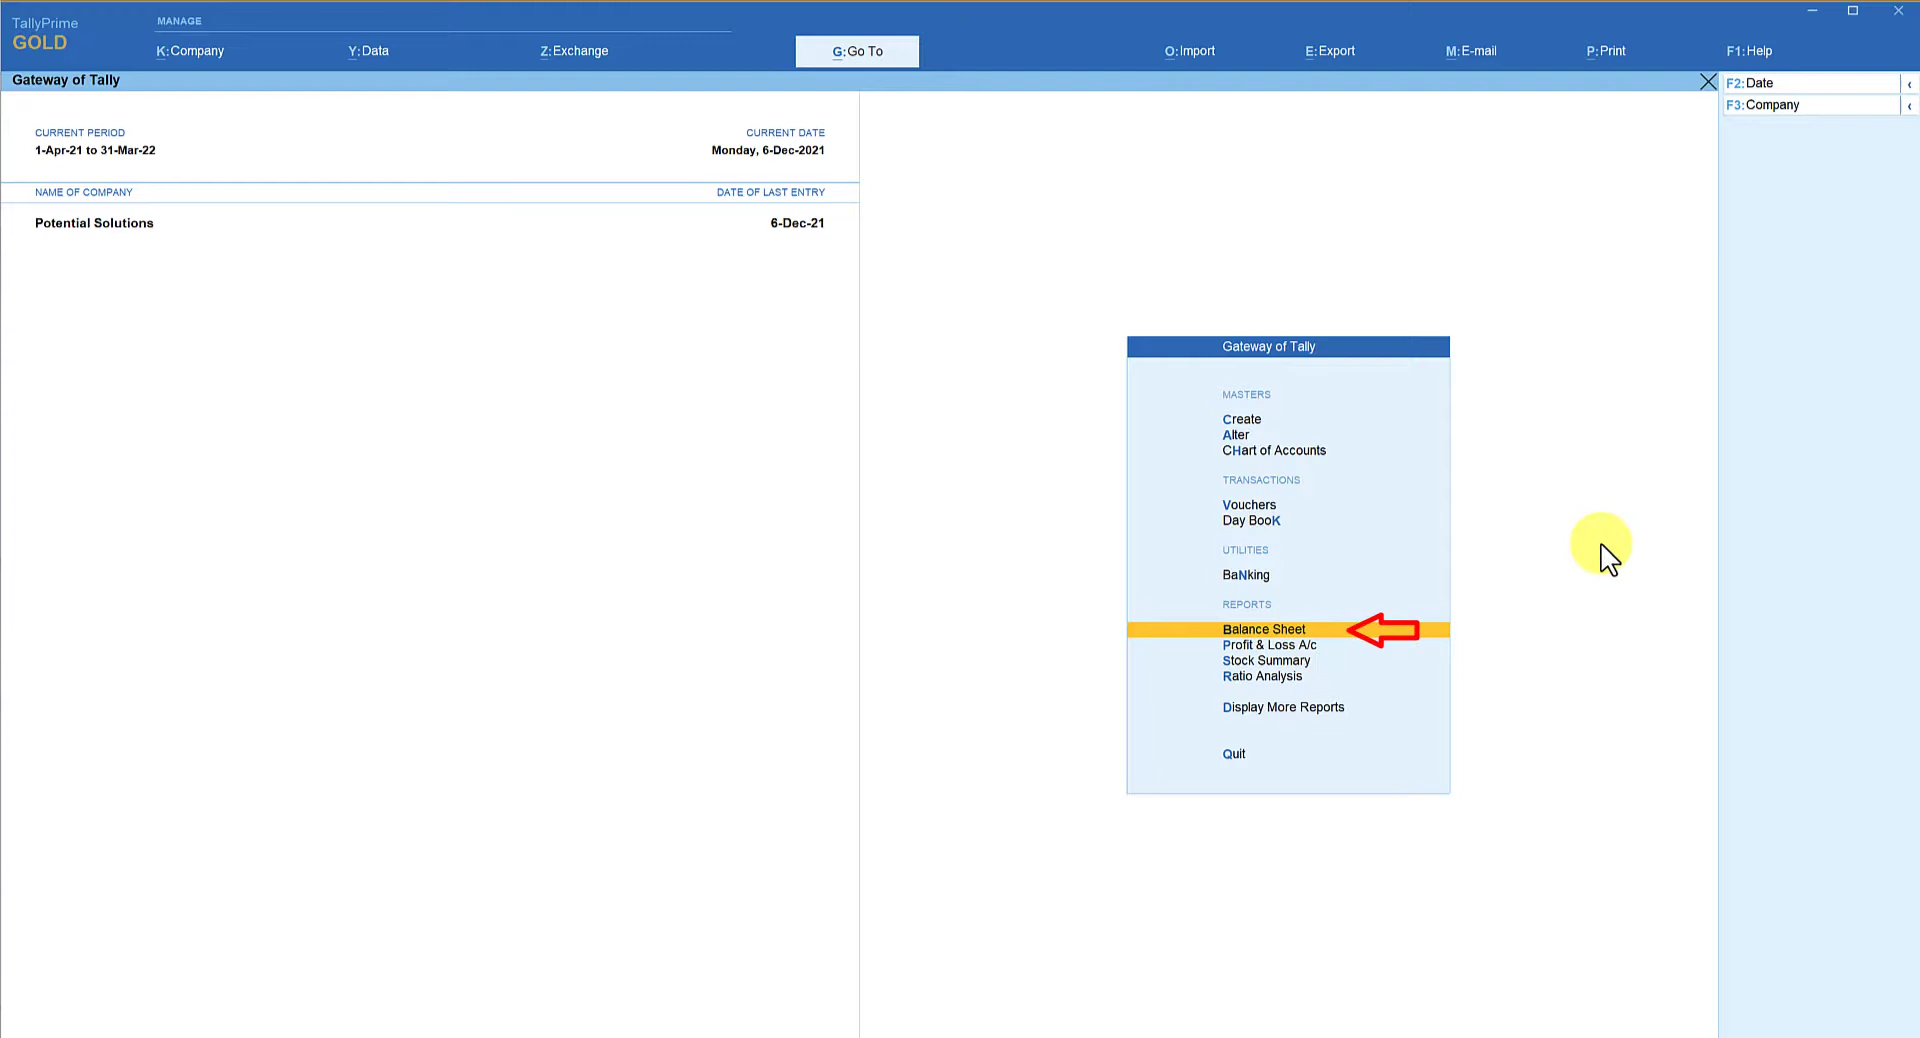 TallyPrime
GOLD
MANAGE
K:Company
Y:Data
Z:Exchange
G:Go To
O:Import
E:Export
M:E-mail
P:Print
F1:Help
Gateway of Tally
F2:Date
F3:Company
CURRENT PERIOD
CURRENT DATE
1-Apr-21 to 31-Mar-22
Monday, 6-Dec-2021
NAME OF COMPANY
DATE OF LAST ENTRY
Potential Solutions
6-Dec-21
Gateway of Tally
MASTERS
Create
Alter
CHart of Accounts
TRANSACTIONS
Vouchers
Day BooK
UTILITIES
BaNking
REPORTS
Balance Sheet
Profit & Loss A/c
Stock Summary
Ratio Analysis
Display More Reports
Quit